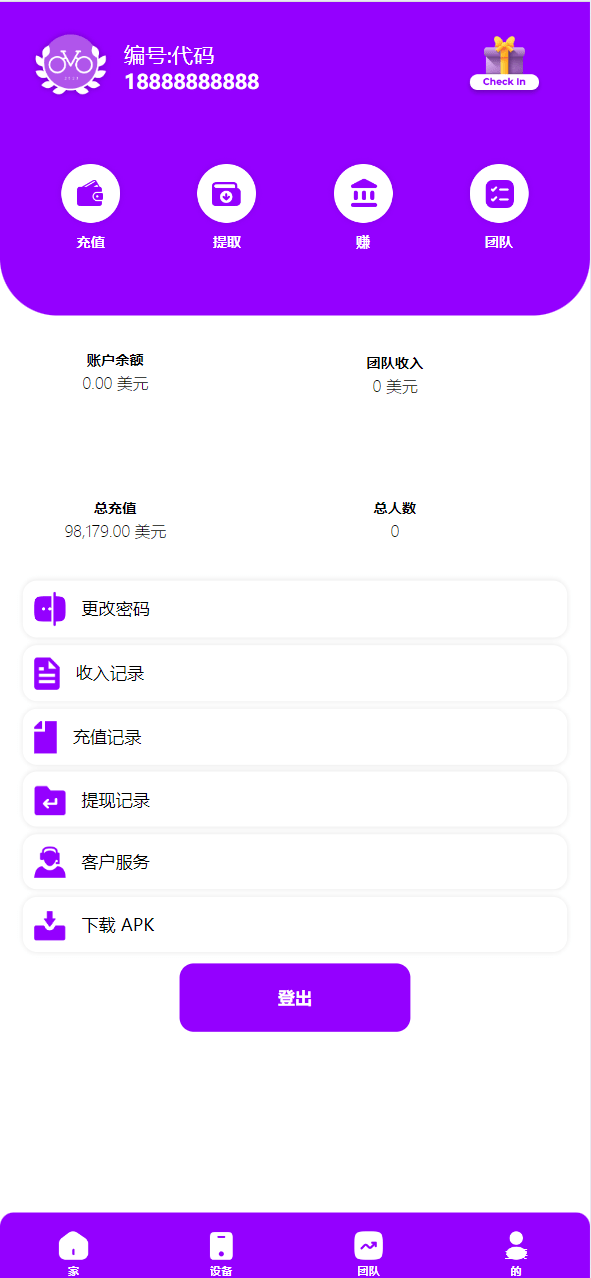 编号:代码
18888888888
Check In
充值
提取
赚
团队
账户余额
0.00 美元
团队收入
0 美元
总充值
98,179.00 美元
总人数
0
更改密码
收入记录
充值记录
提现记录
客户服务
下载 APK
登出
家
设备
团队
的